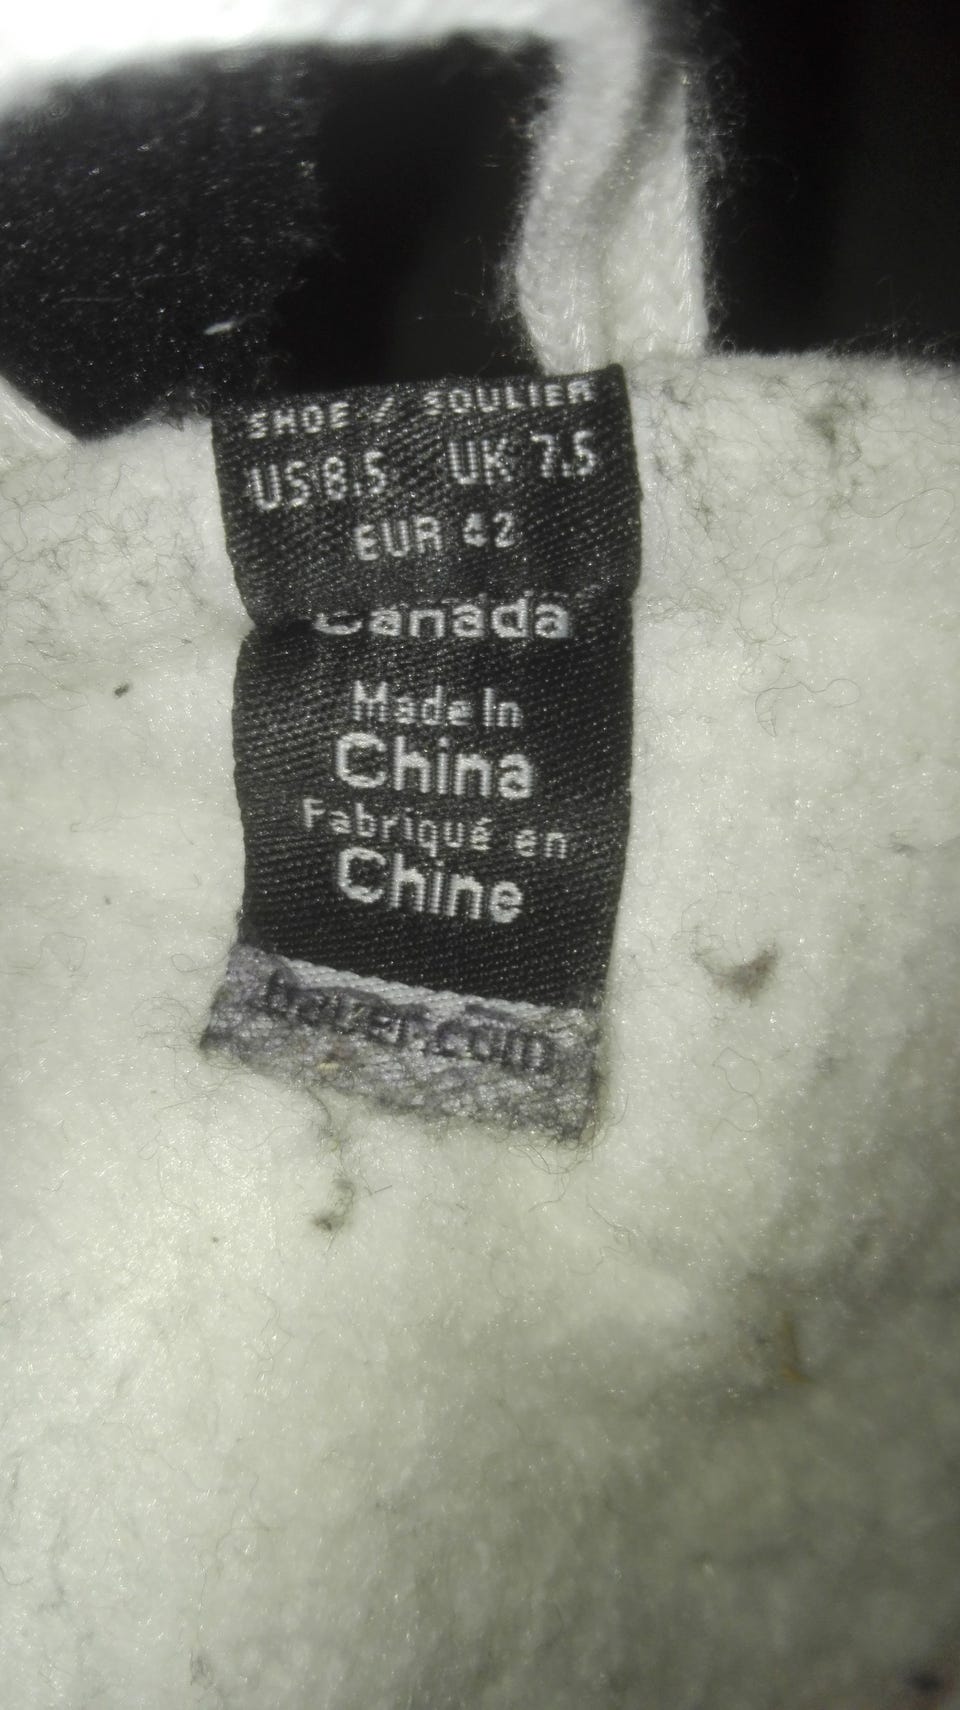 SHOE / SOULIER
US 8.5 UK 7.5
EUR 42
Canada
Made In
China
Fabriqué en
Chine